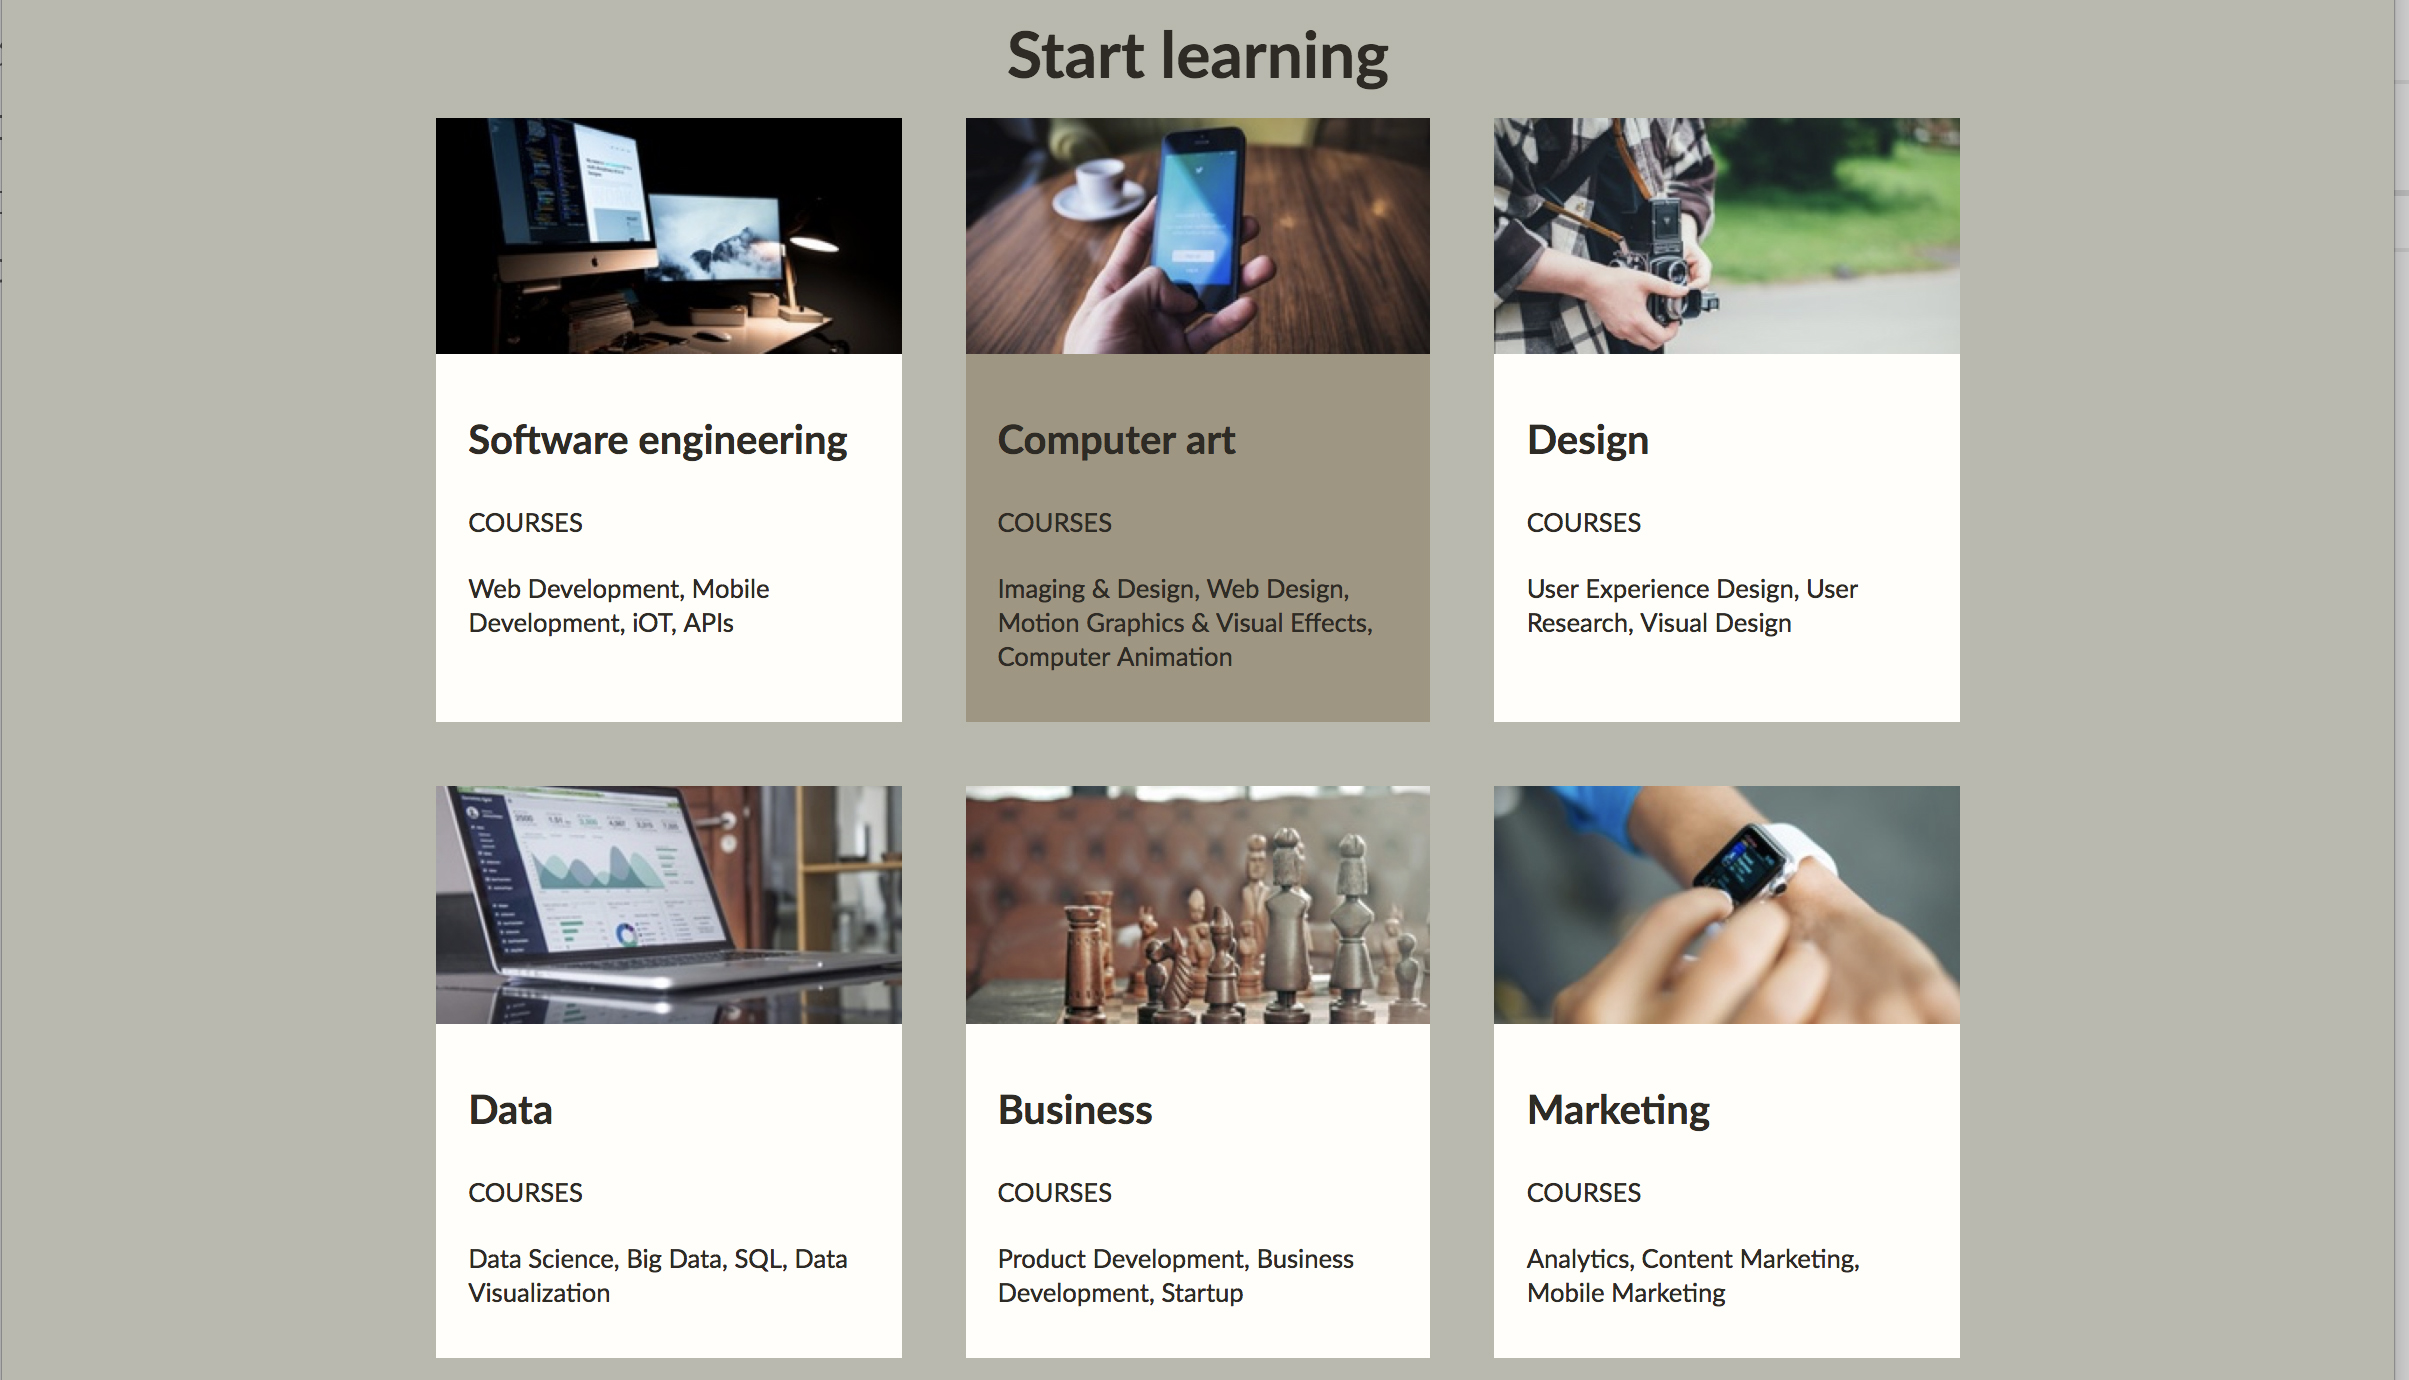 Start learning
Software engineering
COURSES
Web Development, Mobile
Development, iOT, APIs
Computer art
COURSES
Imaging & Design, Web Design,
Motion Graphics & Visual Effects,
Computer Animation
Design
COURSES
User Experience Design, User
Research, Visual Design
Data
COURSES
Data Science, Big Data, SQL, Data
Visualization
Business
COURSES
Product Development, Business
Development, Startup
Marketing
COURSES
Analytics, Content Marketing,
Mobile Marketing